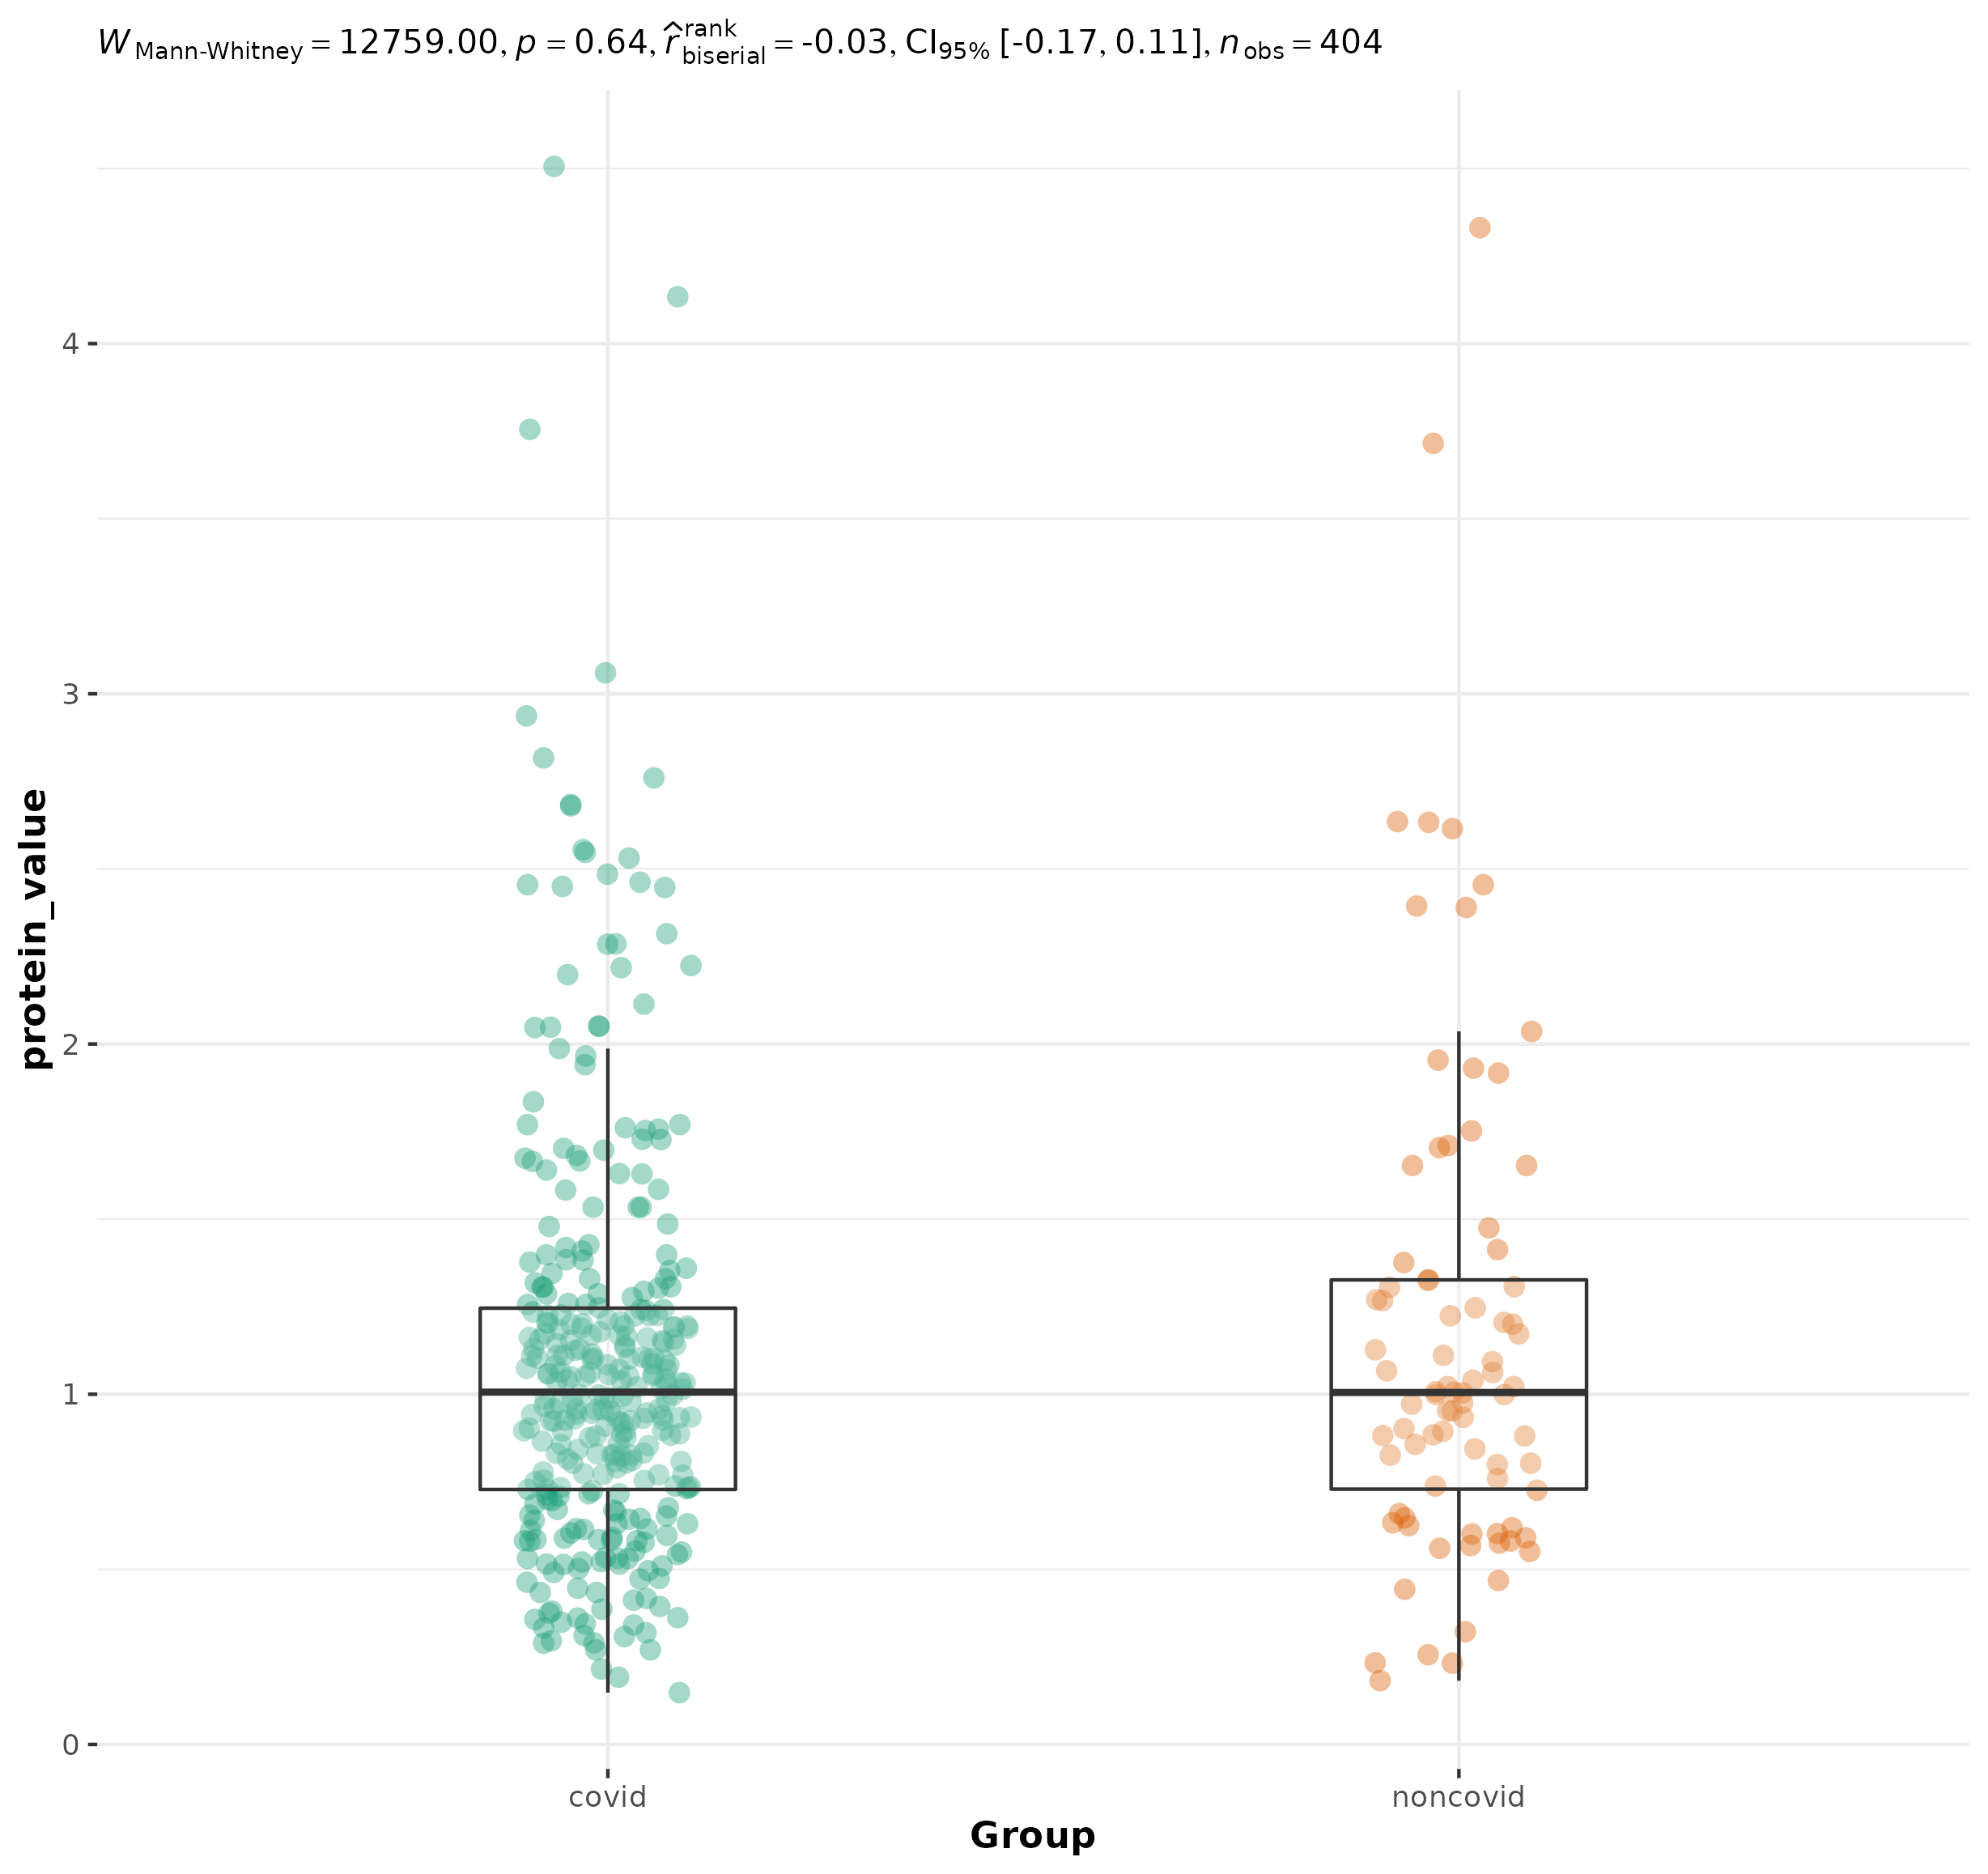 W Mann-Whitney = 12759.00, p = 0.64, r̂ rank biserial = -0.03, CI95% [-0.17, 0.11], n obs = 404
protein_value
4
3
2
1
0
covid noncovid
Group